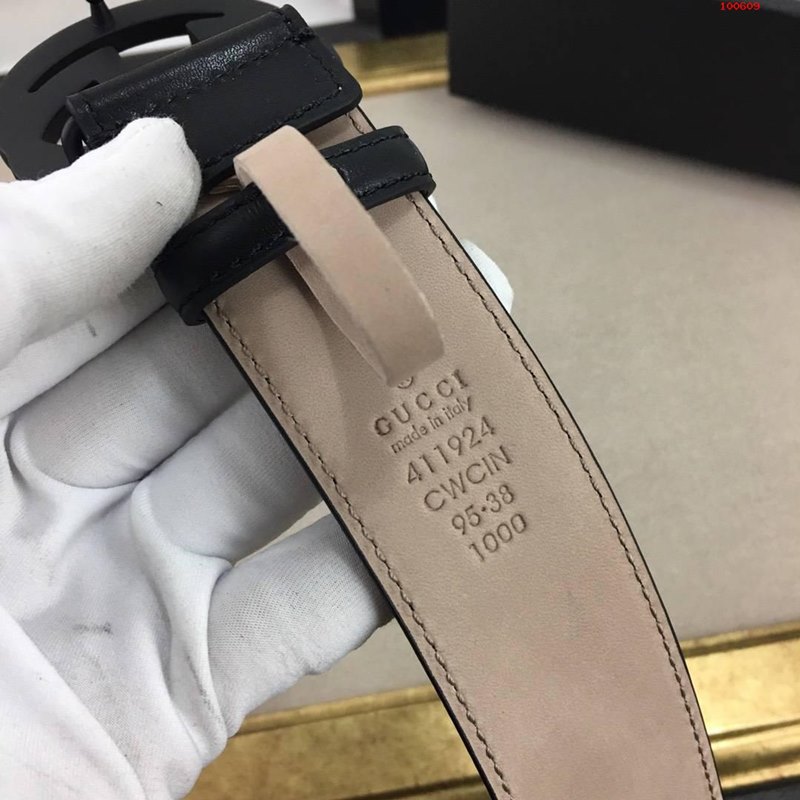 100609
GUCCI
made in italy
411924
CWCIN
95·38
1000